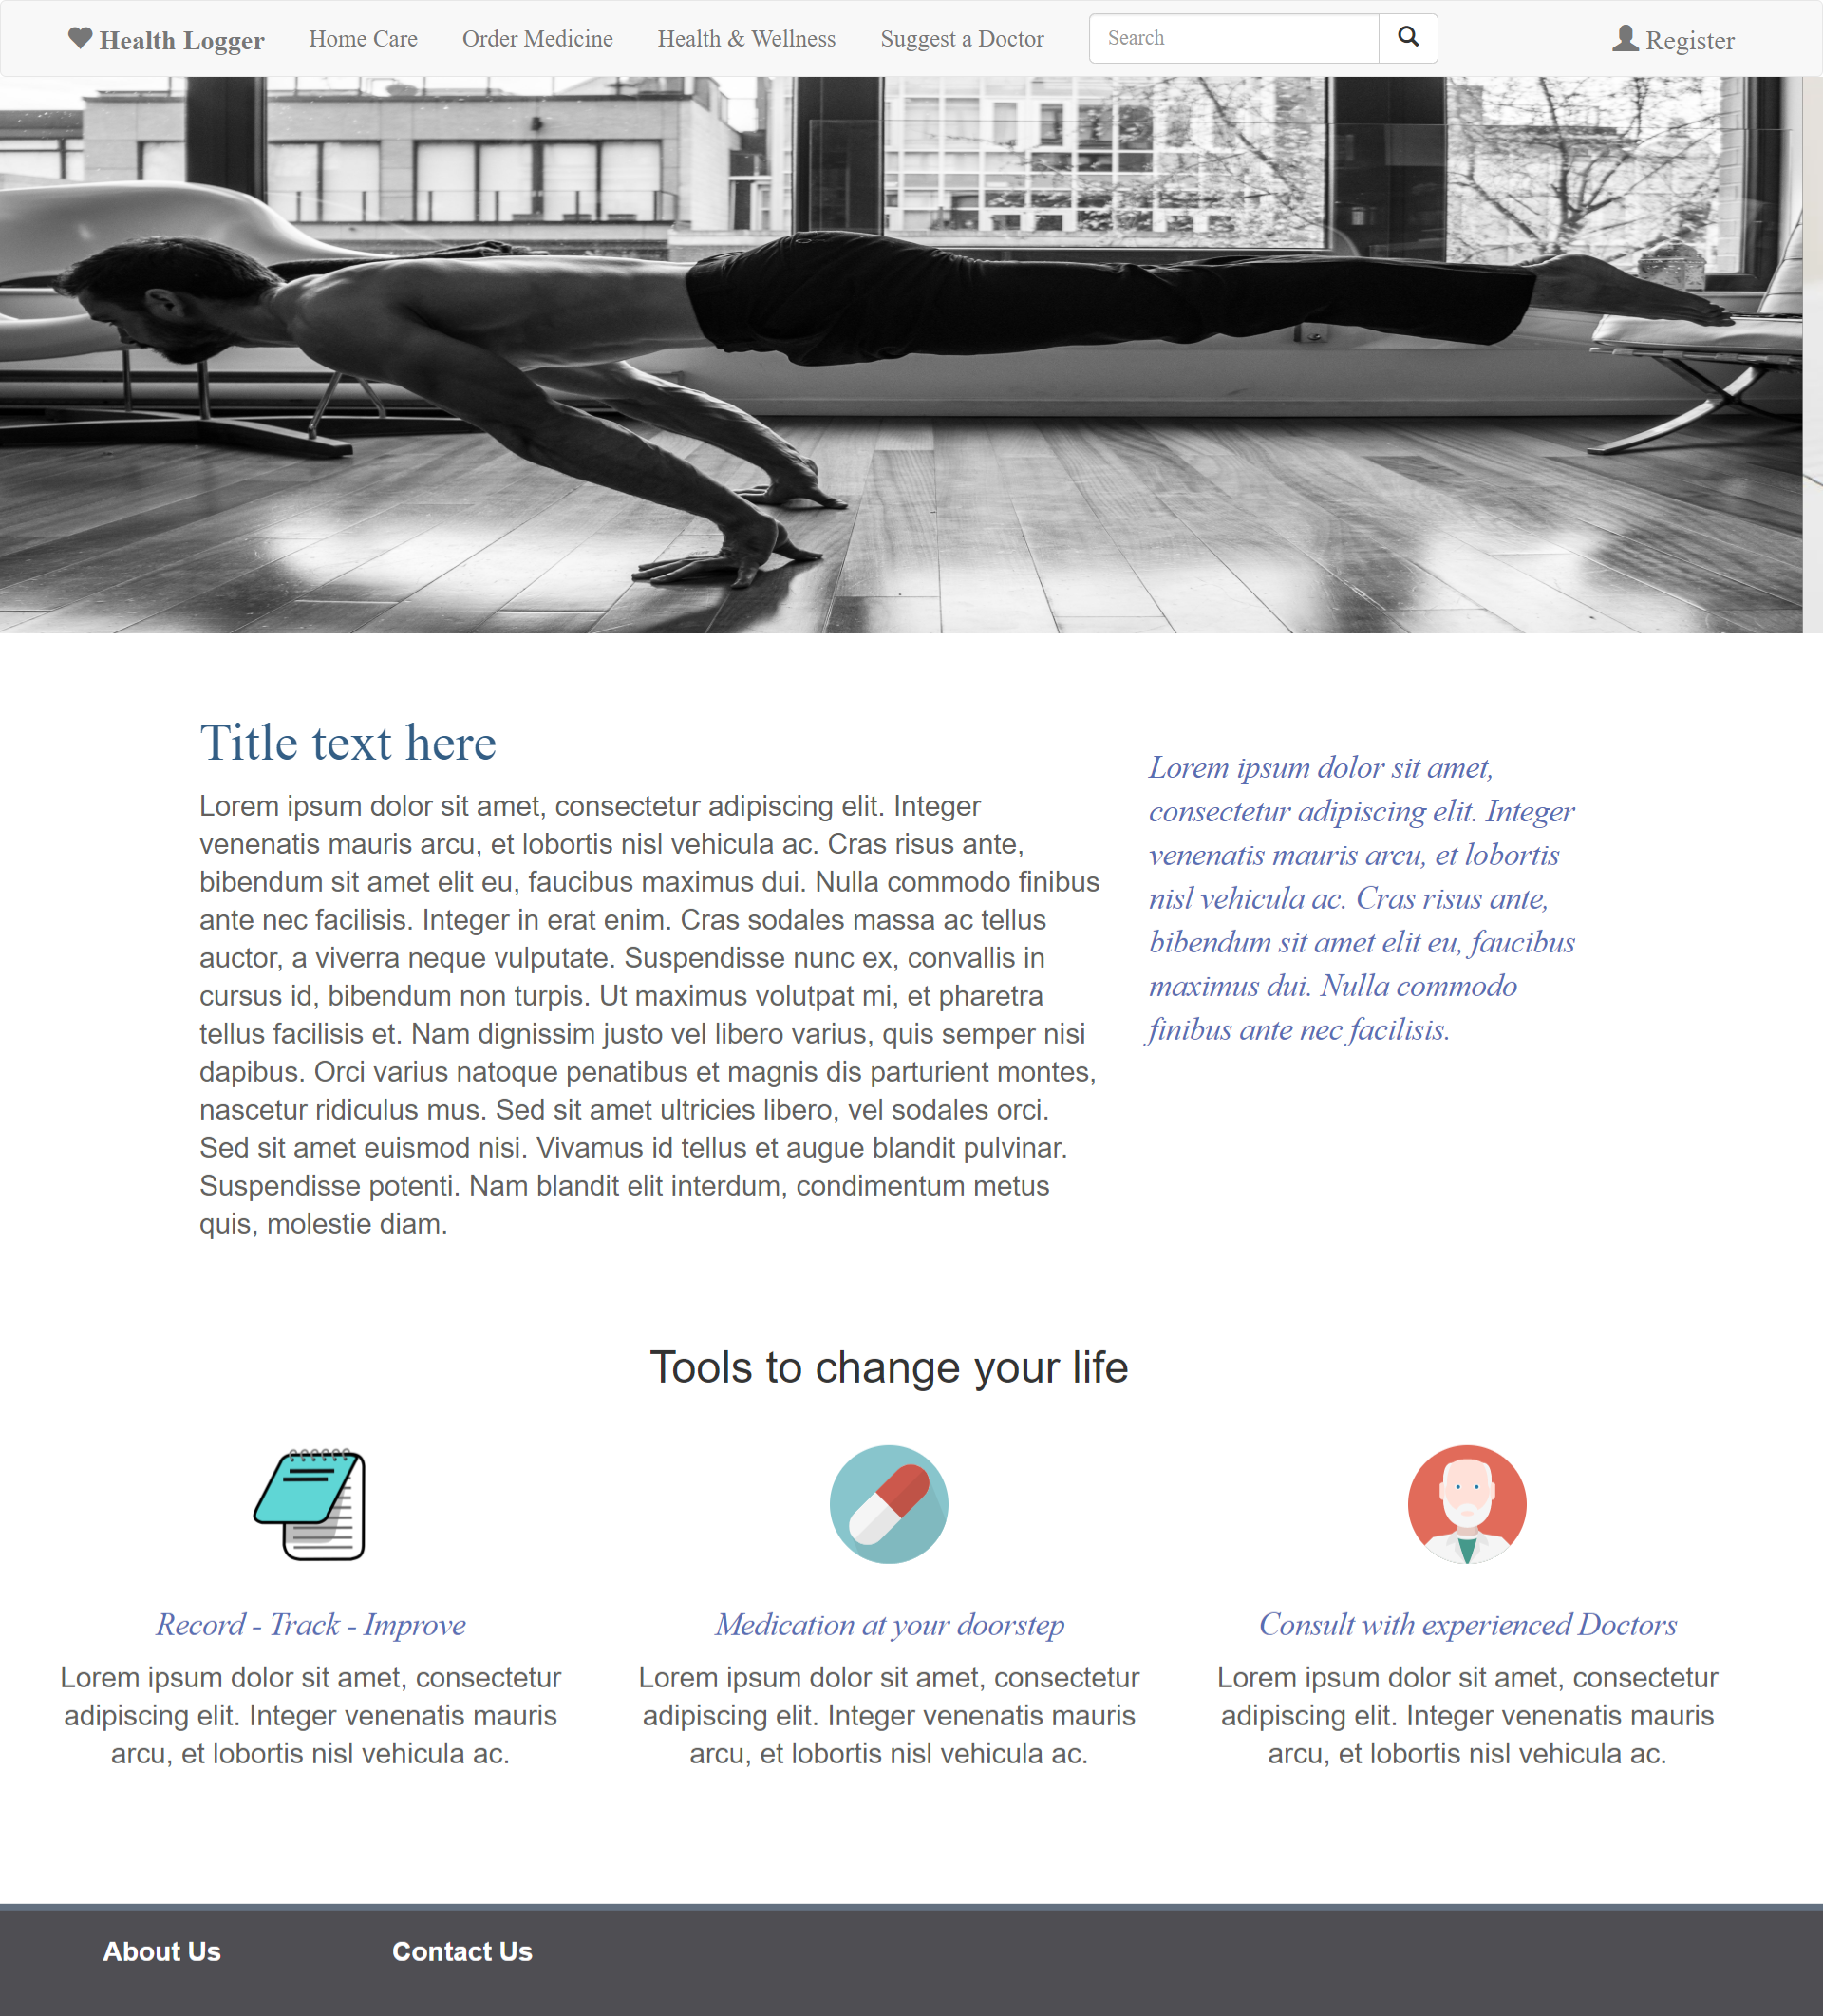 Health Logger Home Care Order Medicine Health & Wellness Suggest a Doctor Search Register
Title text here
Lorem ipsum dolor sit amet, consectetur adipiscing elit. Integer
venenatis mauris arcu, et lobortis nisl vehicula ac. Cras risus ante,
bibendum sit amet elit eu, faucibus maximus dui. Nulla commodo finibus
ante nec facilisis. Integer in erat enim. Cras sodales massa ac tellus
auctor, a viverra neque vulputate. Suspendisse nunc ex, convallis in
cursus id, bibendum non turpis. Ut maximus volutpat mi, et pharetra
tellus facilisis et. Nam dignissim justo vel libero varius, quis semper nisi
dapibus. Orci varius natoque penatibus et magnis dis parturient montes,
nascetur ridiculus mus. Sed sit amet ultricies libero, vel sodales orci.
Sed sit amet euismod nisi. Vivamus id tellus et augue blandit pulvinar.
Suspendisse potenti. Nam blandit elit interdum, condimentum metus
quis, molestie diam.
Lorem ipsum dolor sit amet,
consectetur adipiscing elit. Integer
venenatis mauris arcu, et lobortis
nisl vehicula ac. Cras risus ante,
bibendum sit amet elit eu, faucibus
maximus dui. Nulla commodo
finibus ante nec facilisis.
Tools to change your life
Record - Track - Improve
Lorem ipsum dolor sit amet, consectetur
adipiscing elit. Integer venenatis mauris
arcu, et lobortis nisl vehicula ac.
Medication at your doorstep
Lorem ipsum dolor sit amet, consectetur
adipiscing elit. Integer venenatis mauris
arcu, et lobortis nisl vehicula ac.
Consult with experienced Doctors
Lorem ipsum dolor sit amet, consectetur
adipiscing elit. Integer venenatis mauris
arcu, et lobortis nisl vehicula ac.
About Us Contact Us